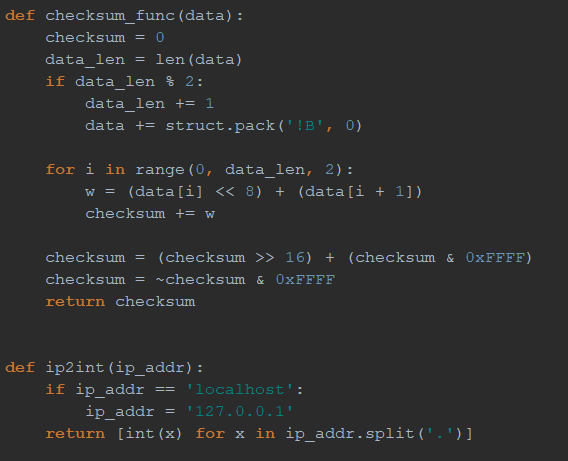 def checksum_func(data):
    checksum = 0
    data_len = len(data)
    if data_len % 2:
        data_len += 1
        data += struct.pack('!B', 0)

    for i in range(0, data_len, 2):
        w = (data[i] << 8) + (data[i + 1])
        checksum += w

    checksum = (checksum >> 16) + (checksum & 0xFFFF)
    checksum = ~checksum & 0xFFFF
    return checksum


def ip2int(ip_addr):
    if ip_addr == 'localhost':
        ip_addr = '127.0.0.1'
    return [int(x) for x in ip_addr.split('.')]